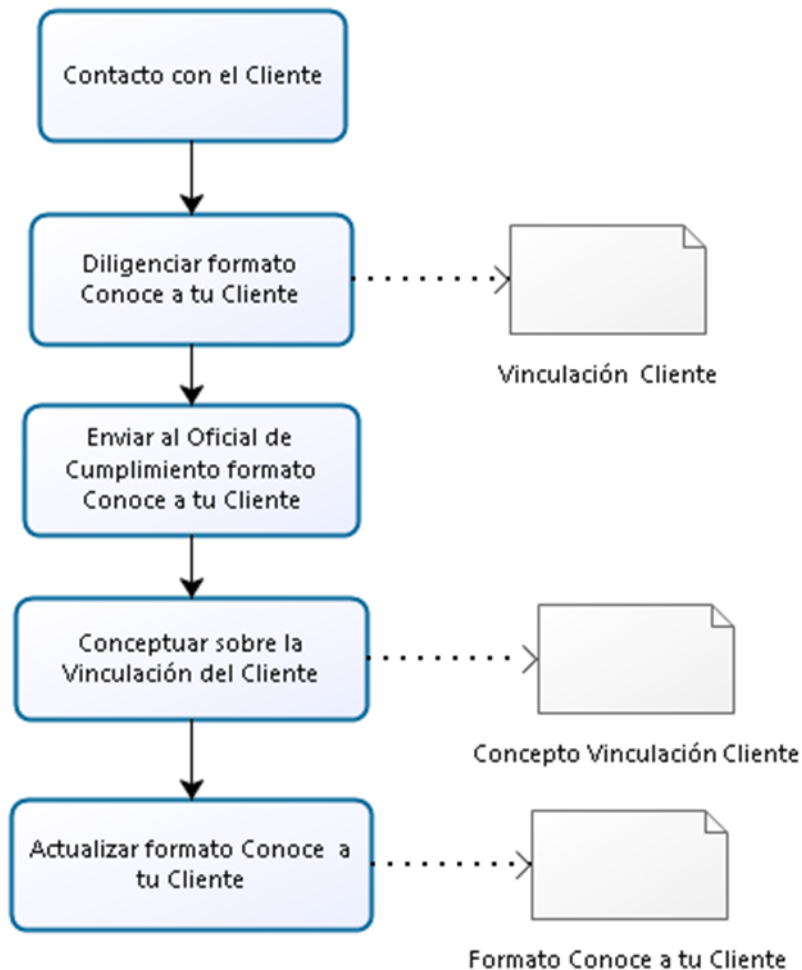 Contacto con el Cliente
Diligenciar formato
Conoce a tu Cliente
Vinculación Cliente
Enviar al Oficial de
Cumplimiento formato
Conoce a tu Cliente
Conceptuar sobre la
Vinculación del Cliente
Concepto Vinculación Cliente
Actualizar formato Conoce a
tu Cliente
Formato Conoce a tu Cliente